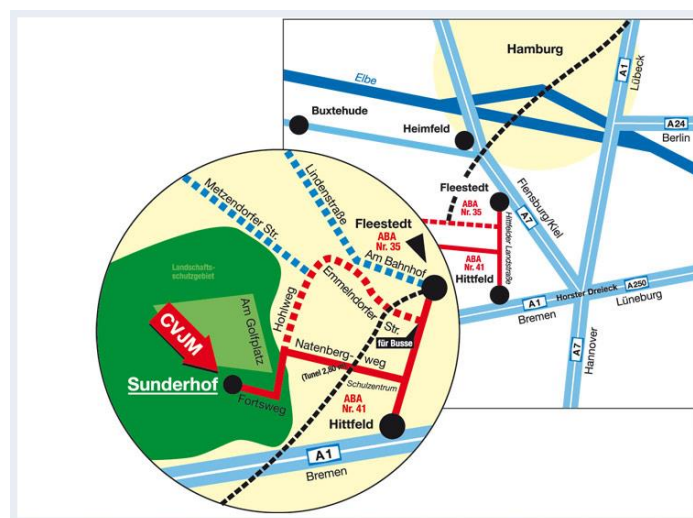 Hamburg
A1
Lübeck
Elbe
Buxtehude
Heimfeld
A24
Berlin
Fleestedt
ABA
Nr. 35
Flensburg/Kiel
A7
Hittfelder Landstraße
ABA
Nr. 41
Hittfeld
A1
Bremen
Horster Dreieck
A250
Lüneburg
A7
Hannover
Lindenstraße
Metzendorfer Str.
Fleestedt
ABA
Nr. 35
Am Bahnhof
Landschafts-
schutzgebiet
Emmelndorfer
Str.
für Busse
Hohlweg
Am Golfplatz
CVJM
Natenberg-
weg
(Tunel 2,80
Schulzentrum
Sunderhof
Fortsweg
ABA
Nr. 41
Hittfeld
A1
Bremen